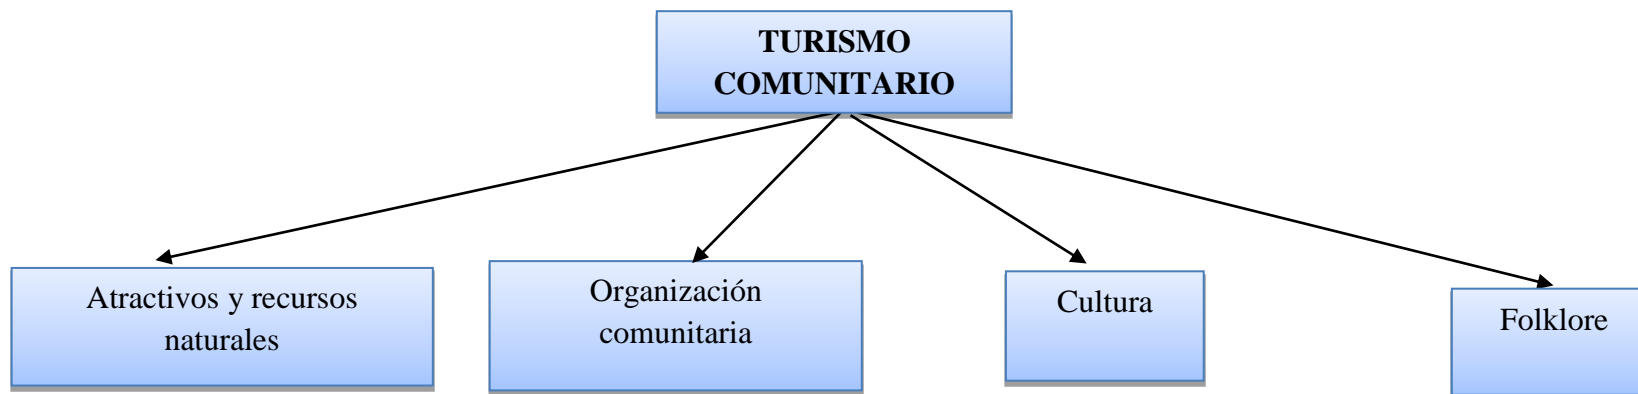 TURISMO
COMUNITARIO
Atractivos y recursos
naturales
Organización
comunitaria
Cultura
Folklore